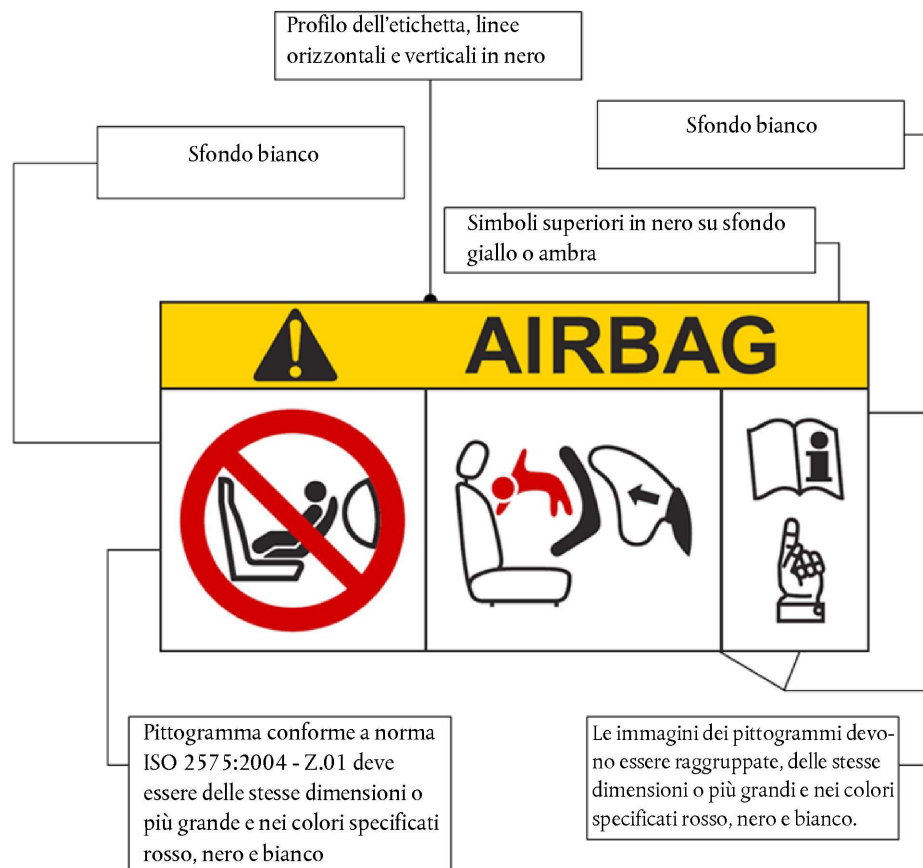 Profilo dell'etichetta, linee
orizzontali e verticali in nero
Sfondo bianco
Sfondo bianco
Simboli superiori in nero su sfondo
giallo o ambra
AIRBAG
Pittogramma conforme a norma
ISO 2575:2004 - Z.01 deve
essere delle stesse dimensioni o
più grande e nei colori specificati
rosso, nero e bianco
Le immagini dei pittogrammi devo-
no essere raggruppate, delle stesse
dimensioni o più grandi e nei colori
specificati rosso, nero e bianco.